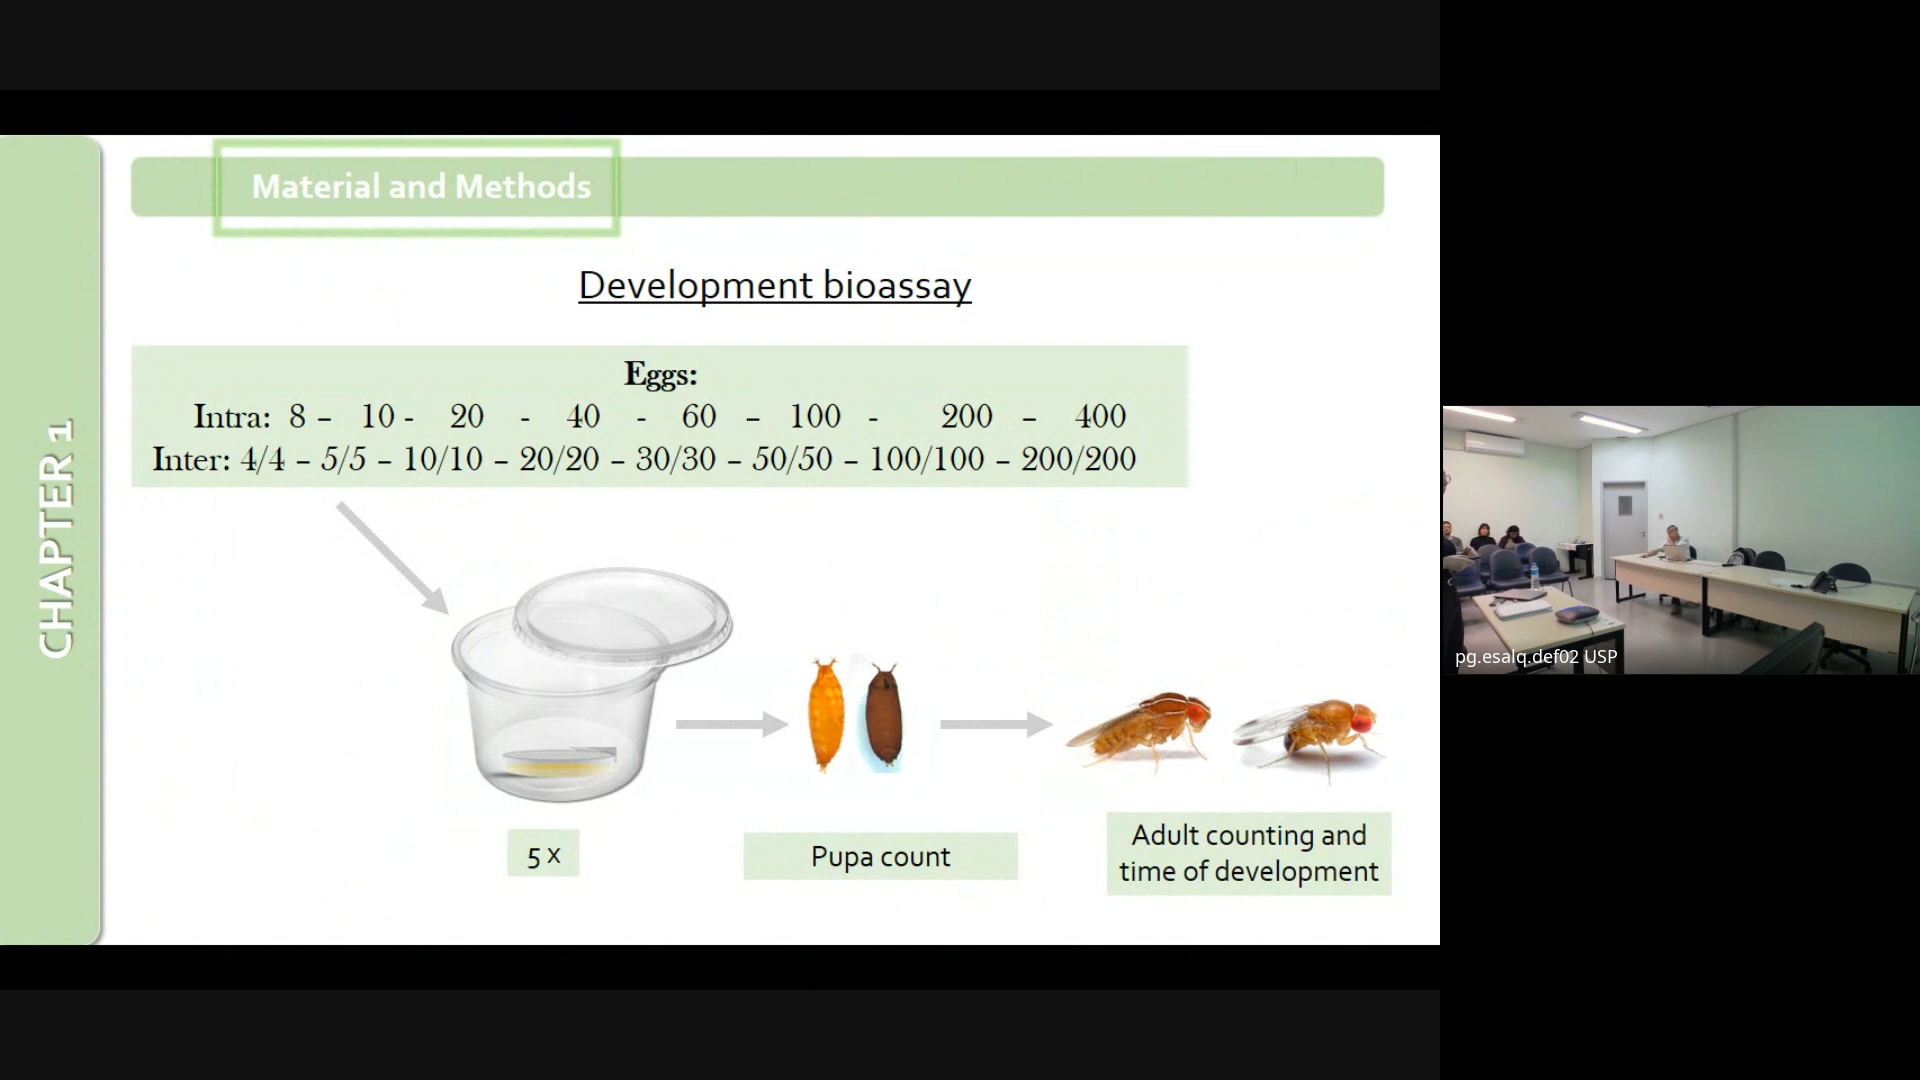 Material and Methods
Development bioassay
Eggs:
Intra: 8 – 10 - 20 - 40 - 60 – 100 - 200 – 400
Inter: 4/4 – 5/5 – 10/10 – 20/20 – 30/30 – 50/50 – 100/100 – 200/200
CHAPTER 1
5 x
Pupa count
Adult counting and
time of development
pg.esalq.def02 USP